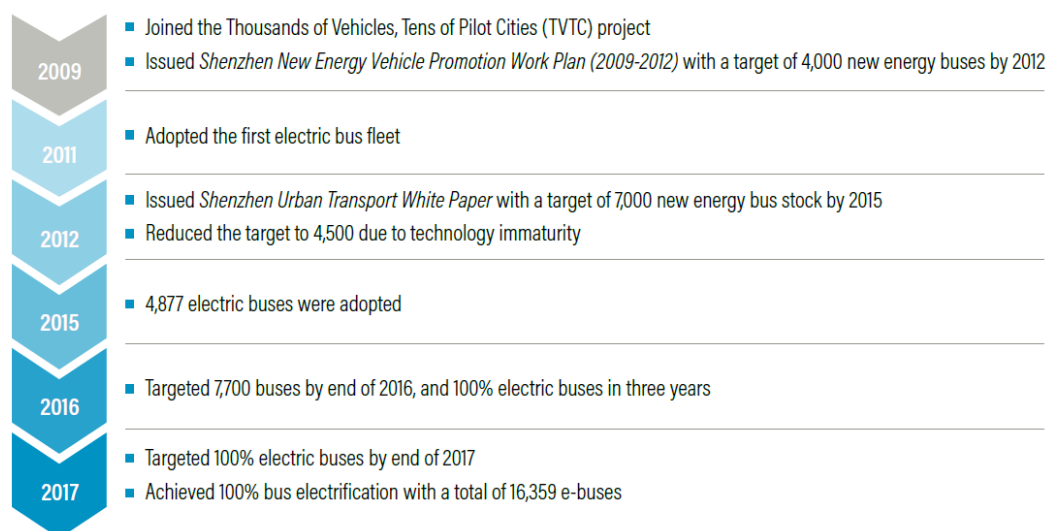 2009
Joined the Thousands of Vehicles, Tens of Pilot Cities (TVTC) project
Issued Shenzhen New Energy Vehicle Promotion Work Plan (2009-2012) with a target of 4,000 new energy buses by 2012
2011
Adopted the first electric bus fleet
2012
Issued Shenzhen Urban Transport White Paper with a target of 7,000 new energy bus stock by 2015
Reduced the target to 4,500 due to technology immaturity
2015
4,877 electric buses were adopted
2016
Targeted 7,700 buses by end of 2016, and 100% electric buses in three years
2017
Targeted 100% electric buses by end of 2017
Achieved 100% bus electrification with a total of 16,359 e-buses